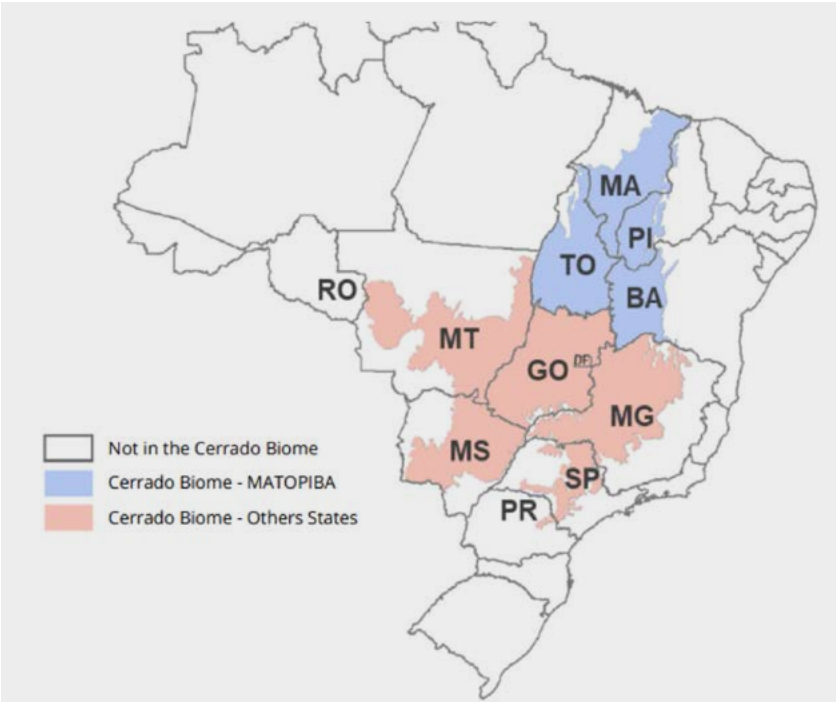 MA
PI
TO
BA
RO
MT
GO
DF
MG
MS
SP
PR
Not in the Cerrado Biome
Cerrado Biome - MATOPIBA
Cerrado Biome - Others States